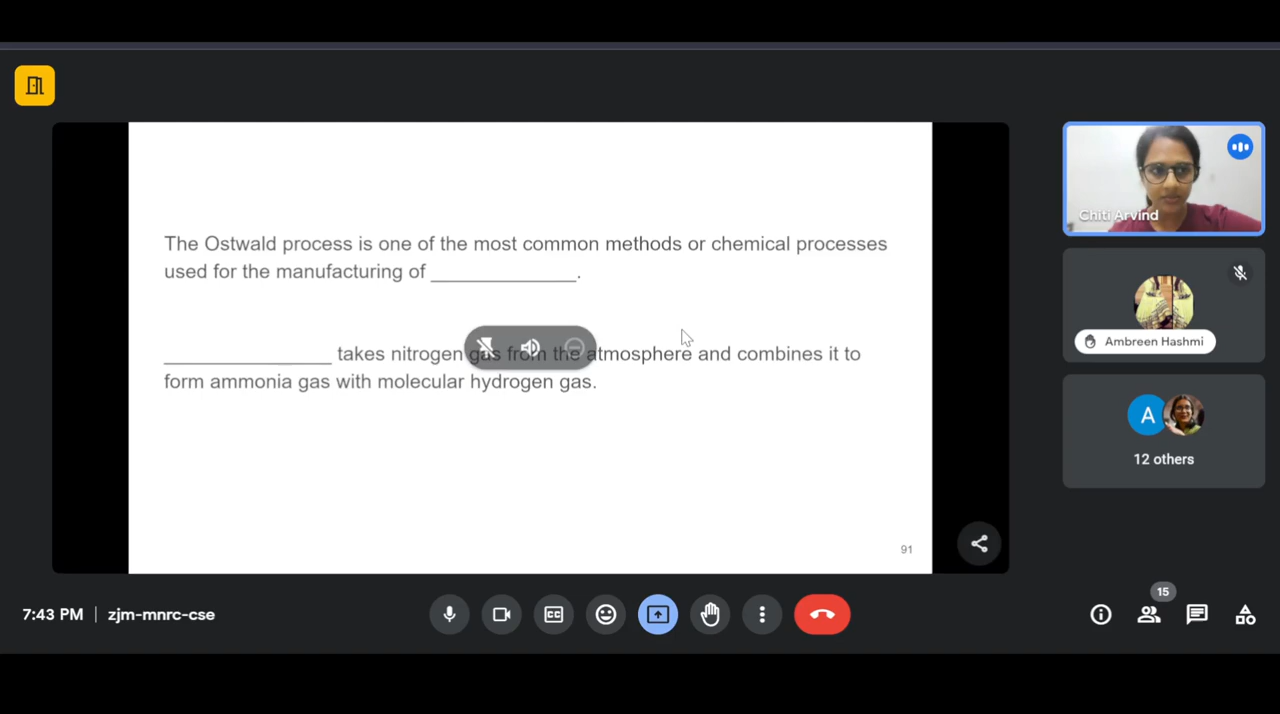 Chiti Arvind
The Ostwald process is one of the most common methods or chemical processes
used for the manufacturing of ______________.
________________ takes nitrogen gas from the atmosphere and combines it to
form ammonia gas with molecular hydrogen gas.
91
Ambreen Hashmi
A
12 others
7:43 PM | zjm-mnrc-cse
CC
15